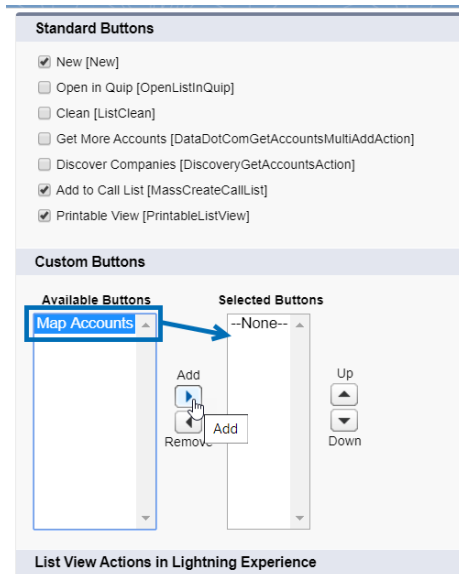 Standard Buttons
New [New]
Open in Quip [OpenListInQuip]
Clean [ListClean]
Get More Accounts [DataDotComGetAccountsMultiAddAction]
Discover Companies [DiscoveryGetAccountsAction]
Add to Call List [MassCreateCallList]
Printable View [PrintableListView]
Custom Buttons
Available Buttons Selected Buttons
Map Accounts --None--
Add Up
Add
Remove Down
List View Actions in Lightning Experience